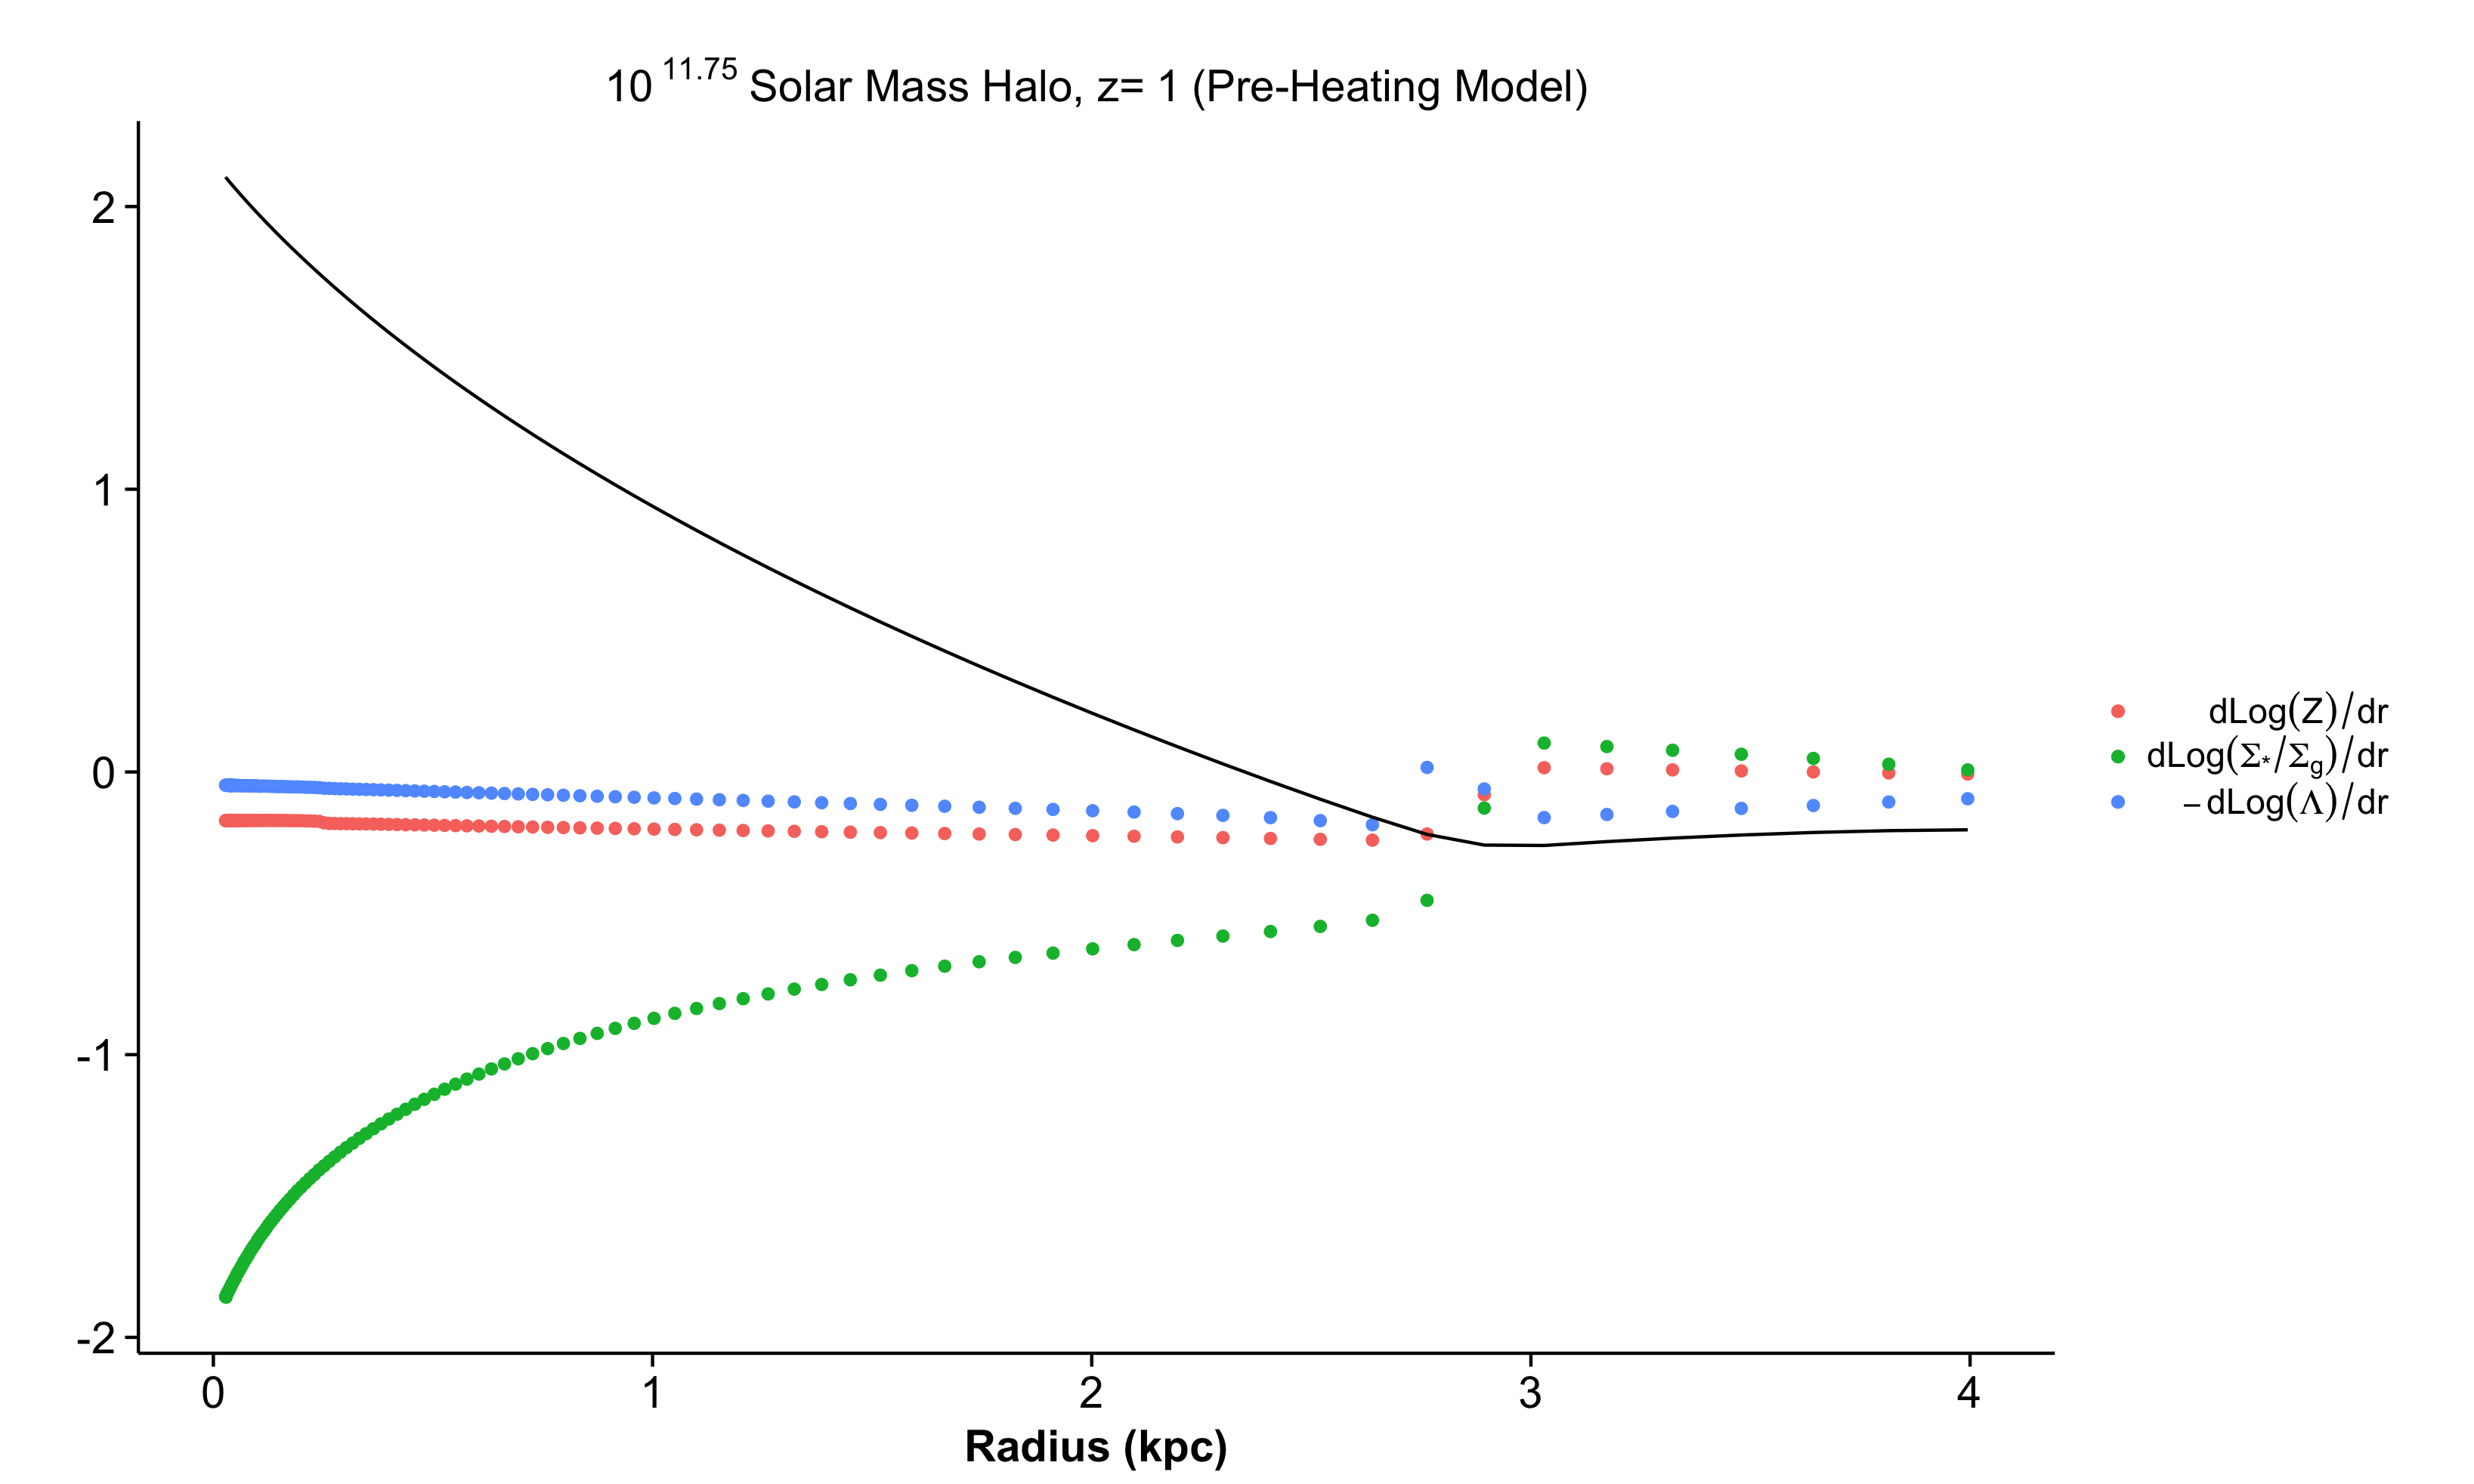 10^11.75 Solar Mass Halo, z= 1 (Pre-Heating Model)
2
1
0
-1
-2
0 1 2 3 4
Radius (kpc)
dLog(Z)/dr
dLog(Σ*/Σg)/dr
−dLog(Λ)/dr